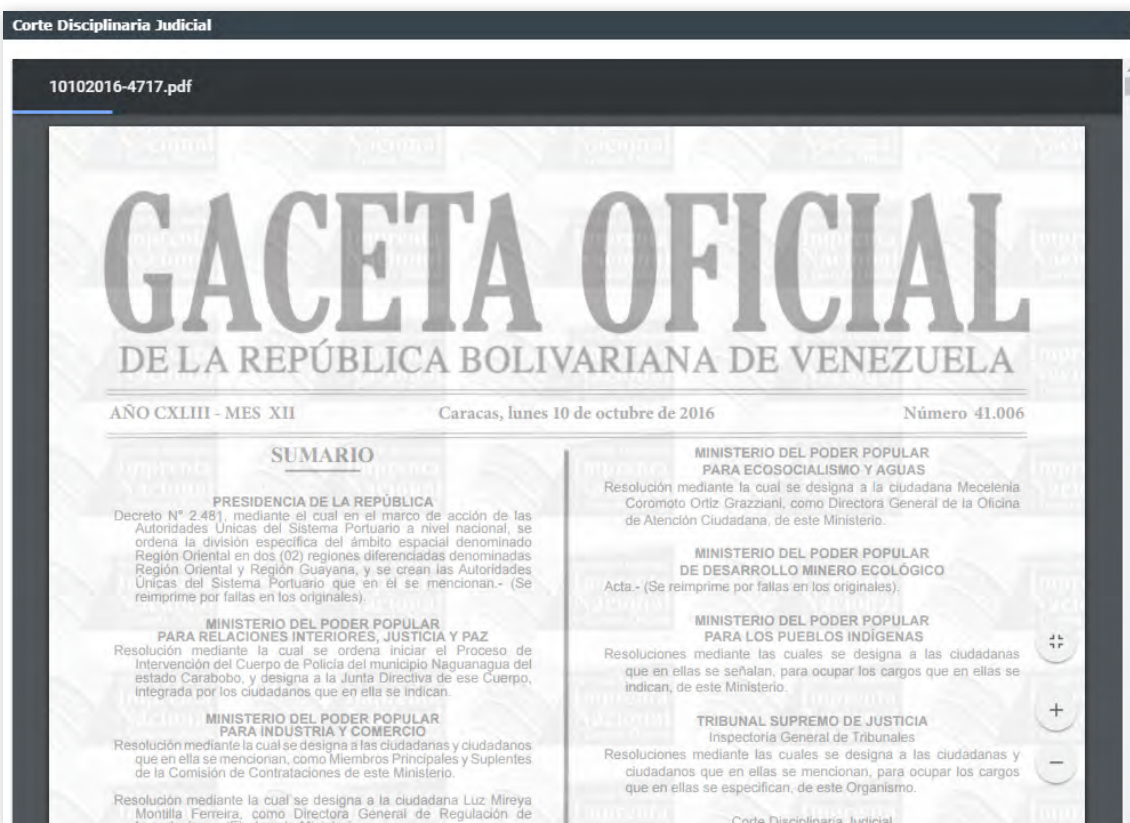 Corte Disciplinaria Judicial
10102016-4717.pdf
GACETA OFICIAL
DE LA REPÚBLICA BOLIVARIANA DE VENEZUELA
AÑO CXLIII - MES XII Caracas, lunes 10 de octubre de 2016 Número 41.006
SUMARIO
PRESIDENCIA DE LA REPÚBLICA
Decreto N° 2.481, mediante el cual en el marco de acción de las
Autoridades Únicas del Sistema Portuario a nivel nacional, se
ordena la división específica del ámbito espacial denominado
Región Oriental en dos (02) regiones diferenciadas denominadas
Región Oriental y Región Guayana, y se crean las Autoridades
Únicas del Sistema Portuario que en él se mencionan.- (Se
reimprime por fallas en los originales).
MINISTERIO DEL PODER POPULAR
PARA RELACIONES INTERIORES, JUSTICIA Y PAZ
Resolución mediante la cual se ordena iniciar el Proceso de
Intervención del Cuerpo de Policía del municipio Naguanagua del
estado Carabobo, y designa a la Junta Directiva de ese Cuerpo,
integrada por los ciudadanos que en ella se indican.
MINISTERIO DEL PODER POPULAR
PARA INDUSTRIA Y COMERCIO
Resolución mediante la cual se designa a las ciudadanas y ciudadanos
que en ella se mencionan, como Miembros Principales y Suplentes
de la Comisión de Contrataciones de este Ministerio.
Resolución mediante la cual se designa a la ciudadana Luz Mireya
Montilla Ferreira, como Directora General de Regulación de
MINISTERIO DEL PODER POPULAR
PARA ECOSOCIALISMO Y AGUAS
Resolución mediante la cual se designa a la ciudadana Mecelenia
Coromoto Ortiz Grazziani, como Directora General de la Oficina
de Atención Ciudadana, de este Ministerio.
MINISTERIO DEL PODER POPULAR
DE DESARROLLO MINERO ECOLÓGICO
Acta.- (Se reimprime por fallas en los originales).
MINISTERIO DEL PODER POPULAR
PARA LOS PUEBLOS INDÍGENAS
Resoluciones mediante las cuales se designa a las ciudadanas
que en ellas se señalan, para ocupar los cargos que en ellas se
indican, de este Ministerio.
TRIBUNAL SUPREMO DE JUSTICIA
Inspectoría General de Tribunales
Resoluciones mediante las cuales se designa a las ciudadanas y
ciudadanos que en ellas se mencionan, para ocupar los cargos
que en ellas se especifican, de este Organismo.
Corte Disciplinaria Judicial